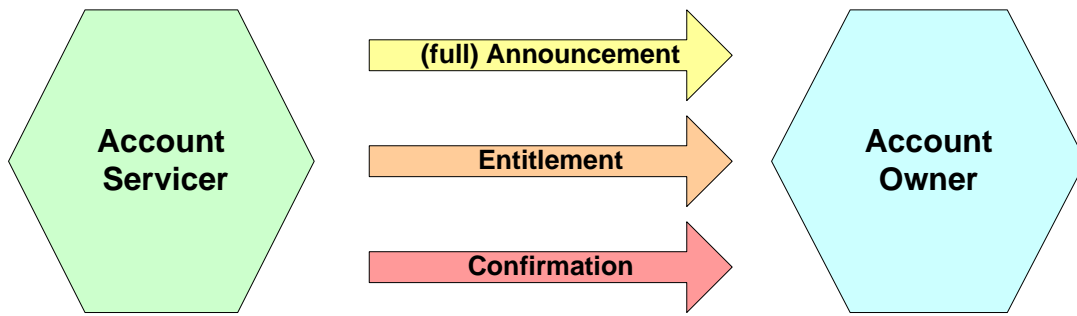 Account
Servicer
(full) Announcement
Entitlement
Confirmation
Account
Owner